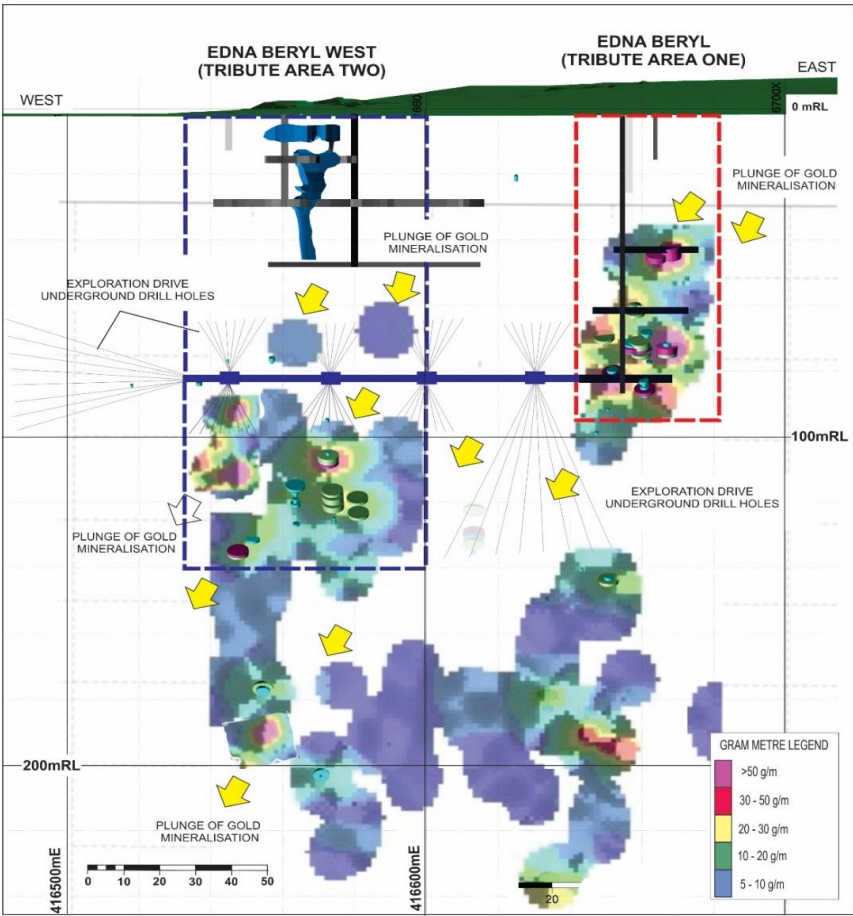 EDNA BERYL WEST
(TRIBUTE AREA TWO)
EDNA BERYL
(TRIBUTE AREA ONE)
WEST
EAST
660
6700X
0 mRL
PLUNGE OF GOLD
MINERALISATION
PLUNGE OF GOLD
MINERALISATION
EXPLORATION DRIVE
UNDERGROUND DRILL HOLES
100mRL
EXPLORATION DRIVE
UNDERGROUND DRILL HOLES
PLUNGE OF GOLD
MINERALISATION
200mRL
GRAM METRE LEGEND
>50 g/m
30 - 50 g/m
20 - 30 g/m
10 - 20 g/m
5 - 10 g/m
PLUNGE OF GOLD
MINERALISATION
0 10 20 30 40 50
20
416500mE
416600mE